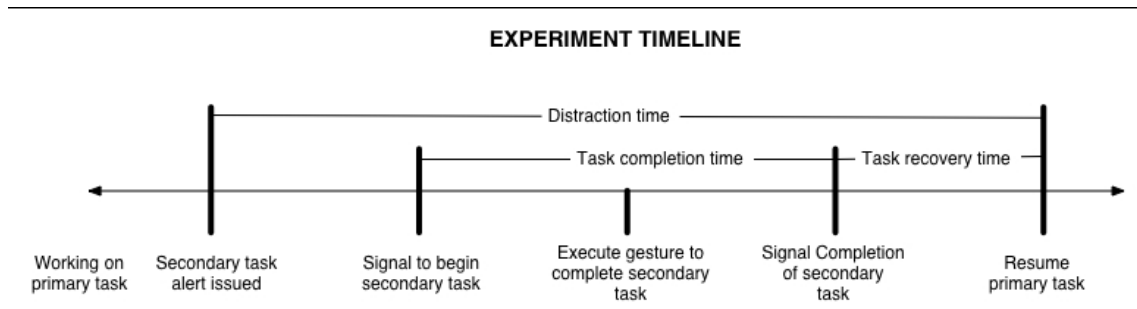 EXPERIMENT TIMELINE
Distraction time
Task completion time
Task recovery time
Working on
primary task
Secondary task
alert issued
Signal to begin
secondary task
Execute gesture to
complete secondary
task
Signal Completion
of secondary
task
Resume
primary task